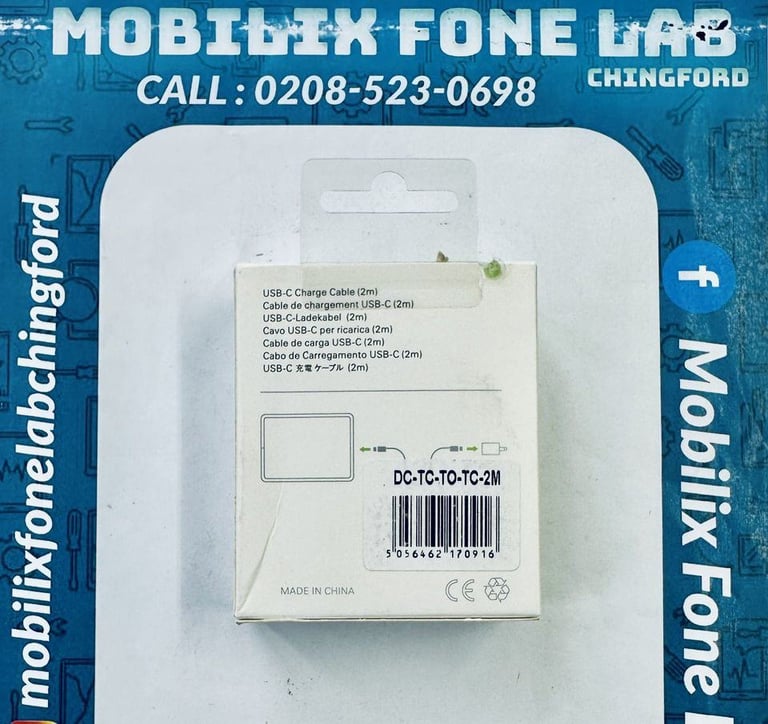 MOBILIX FONE LAB
CHINGFORD
CALL : 0208-523-0698
mobilixfonelabchingford
f
Mobilix Fone
USB-C Charge Cable (2m)
Cable de chargement USB-C (2m)
USB-C-Ladekabel (2m)
Cavo USB-C per ricarica (2m)
Cable de carga USB-C (2m)
Cabo de Carregamento USB-C (2m)
USB-C 充電ケーブル (2m)
DC-TC-TO-TC-2M
5 056462 170916
MADE IN CHINA
CE